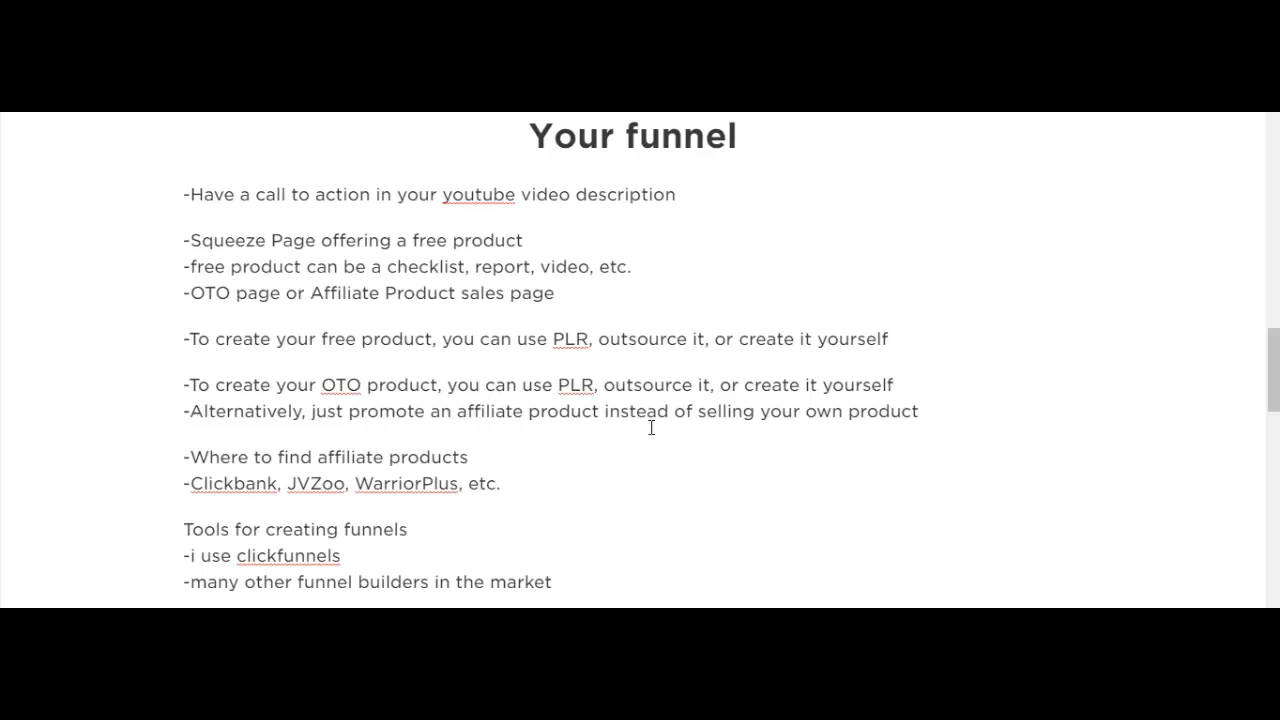 Your funnel
-Have a call to action in your youtube video description
-Squeeze Page offering a free product
-free product can be a checklist, report, video, etc.
-OTO page or Affiliate Product sales page
-To create your free product, you can use PLR, outsource it, or create it yourself
-To create your OTO product, you can use PLR, outsource it, or create it yourself
-Alternatively, just promote an affiliate product instead of selling your own product
-Where to find affiliate products
-Clickbank, JVZoo, WarriorPlus, etc.
Tools for creating funnels
-i use clickfunnels
-many other funnel builders in the market